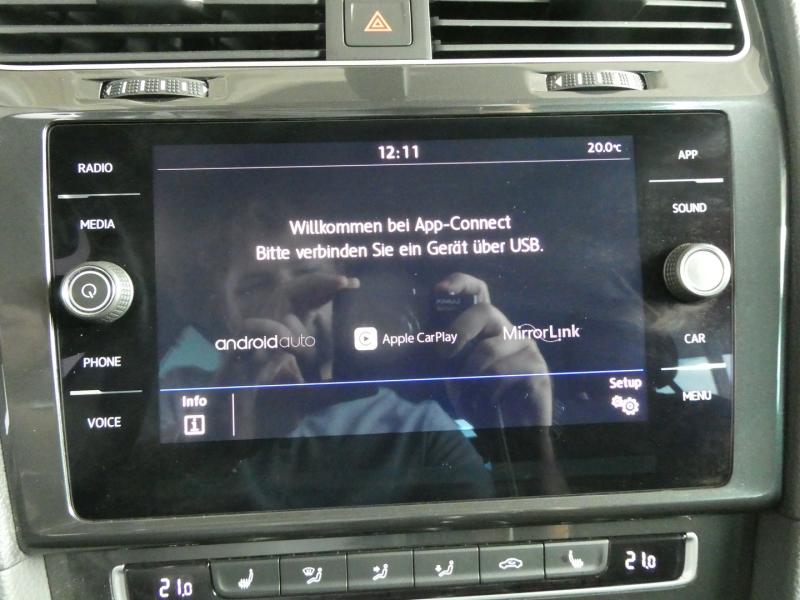 12:11
20.0°C
RADIO
APP
MEDIA
SOUND
Willkommen bei App-Connect
Bitte verbinden Sie ein Gerät über USB.
androidauto
Apple CarPlay
MirrorLink
PHONE
CAR
Info
Setup
i
VOICE
MENU
21.0
21.0